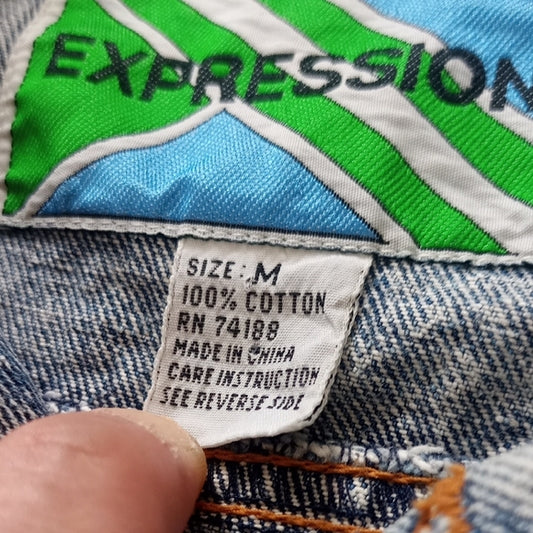 EXPRESSION
SIZE: M
100% COTTON
RN 74188
MADE IN CHINA
CARE INSTRUCTION
SEE REVERSE SIDE